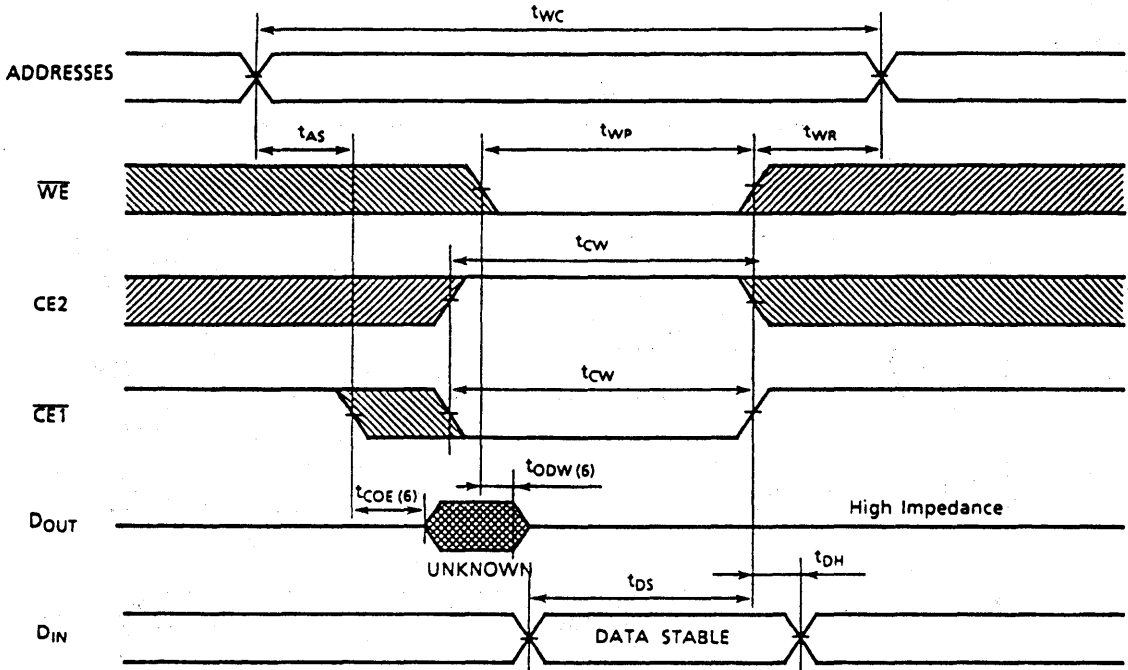 tWC
ADDRESSES
tAS
tWP
tWR
WE
tCW
CE2
tCW
CE1
tODW (6)
tCOE (6)
DOUT
High Impedance
UNKNOWN
tDH
tDS
DIN
DATA STABLE